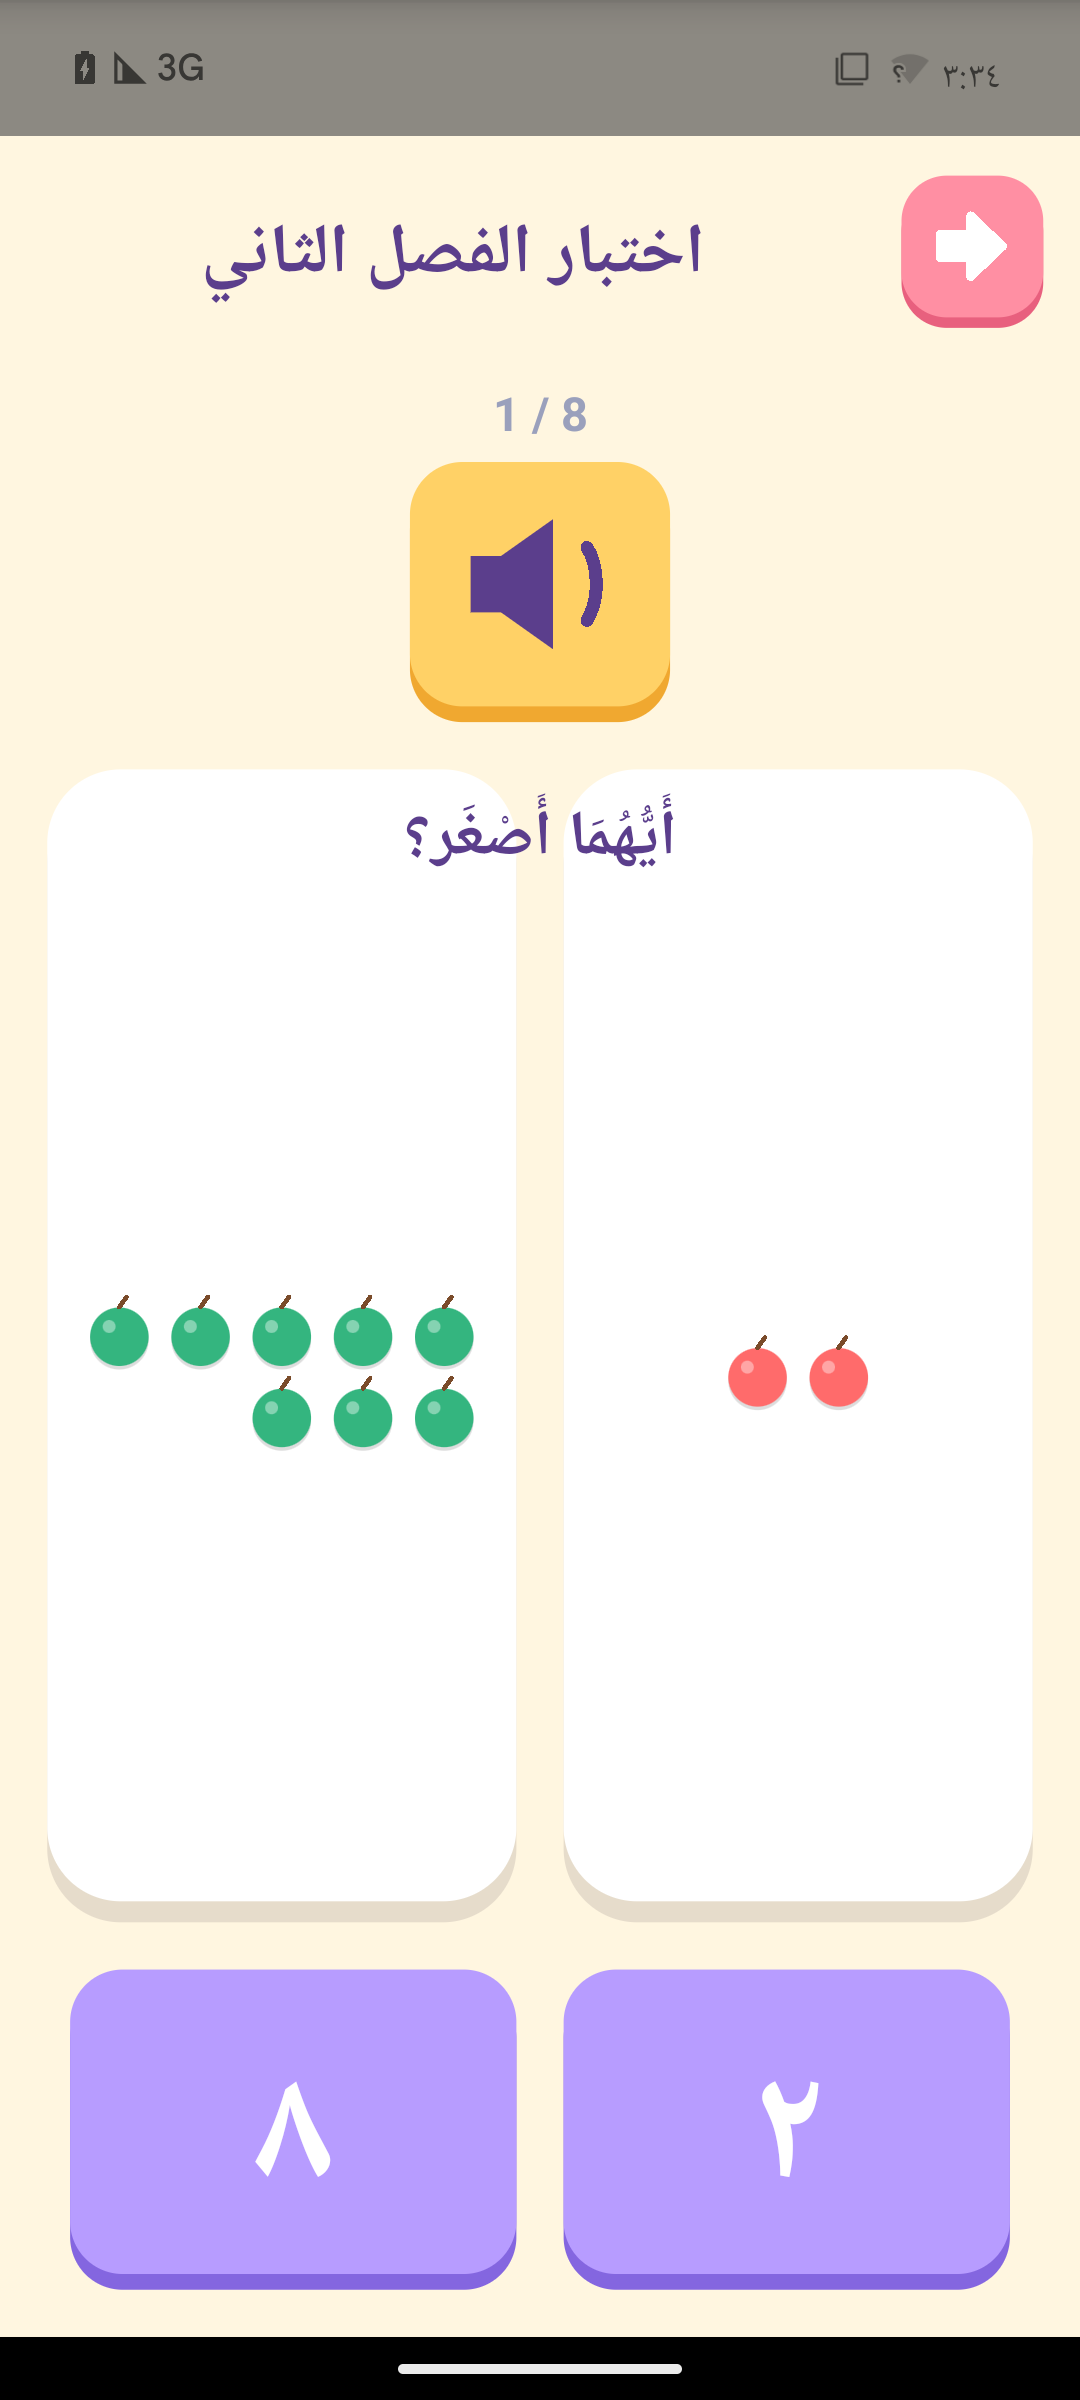 3G
٣:٣٤
اختبار الفصل الثاني
1 / 8
أَيُّهُمَا أَصْغَر؟
٢
٨